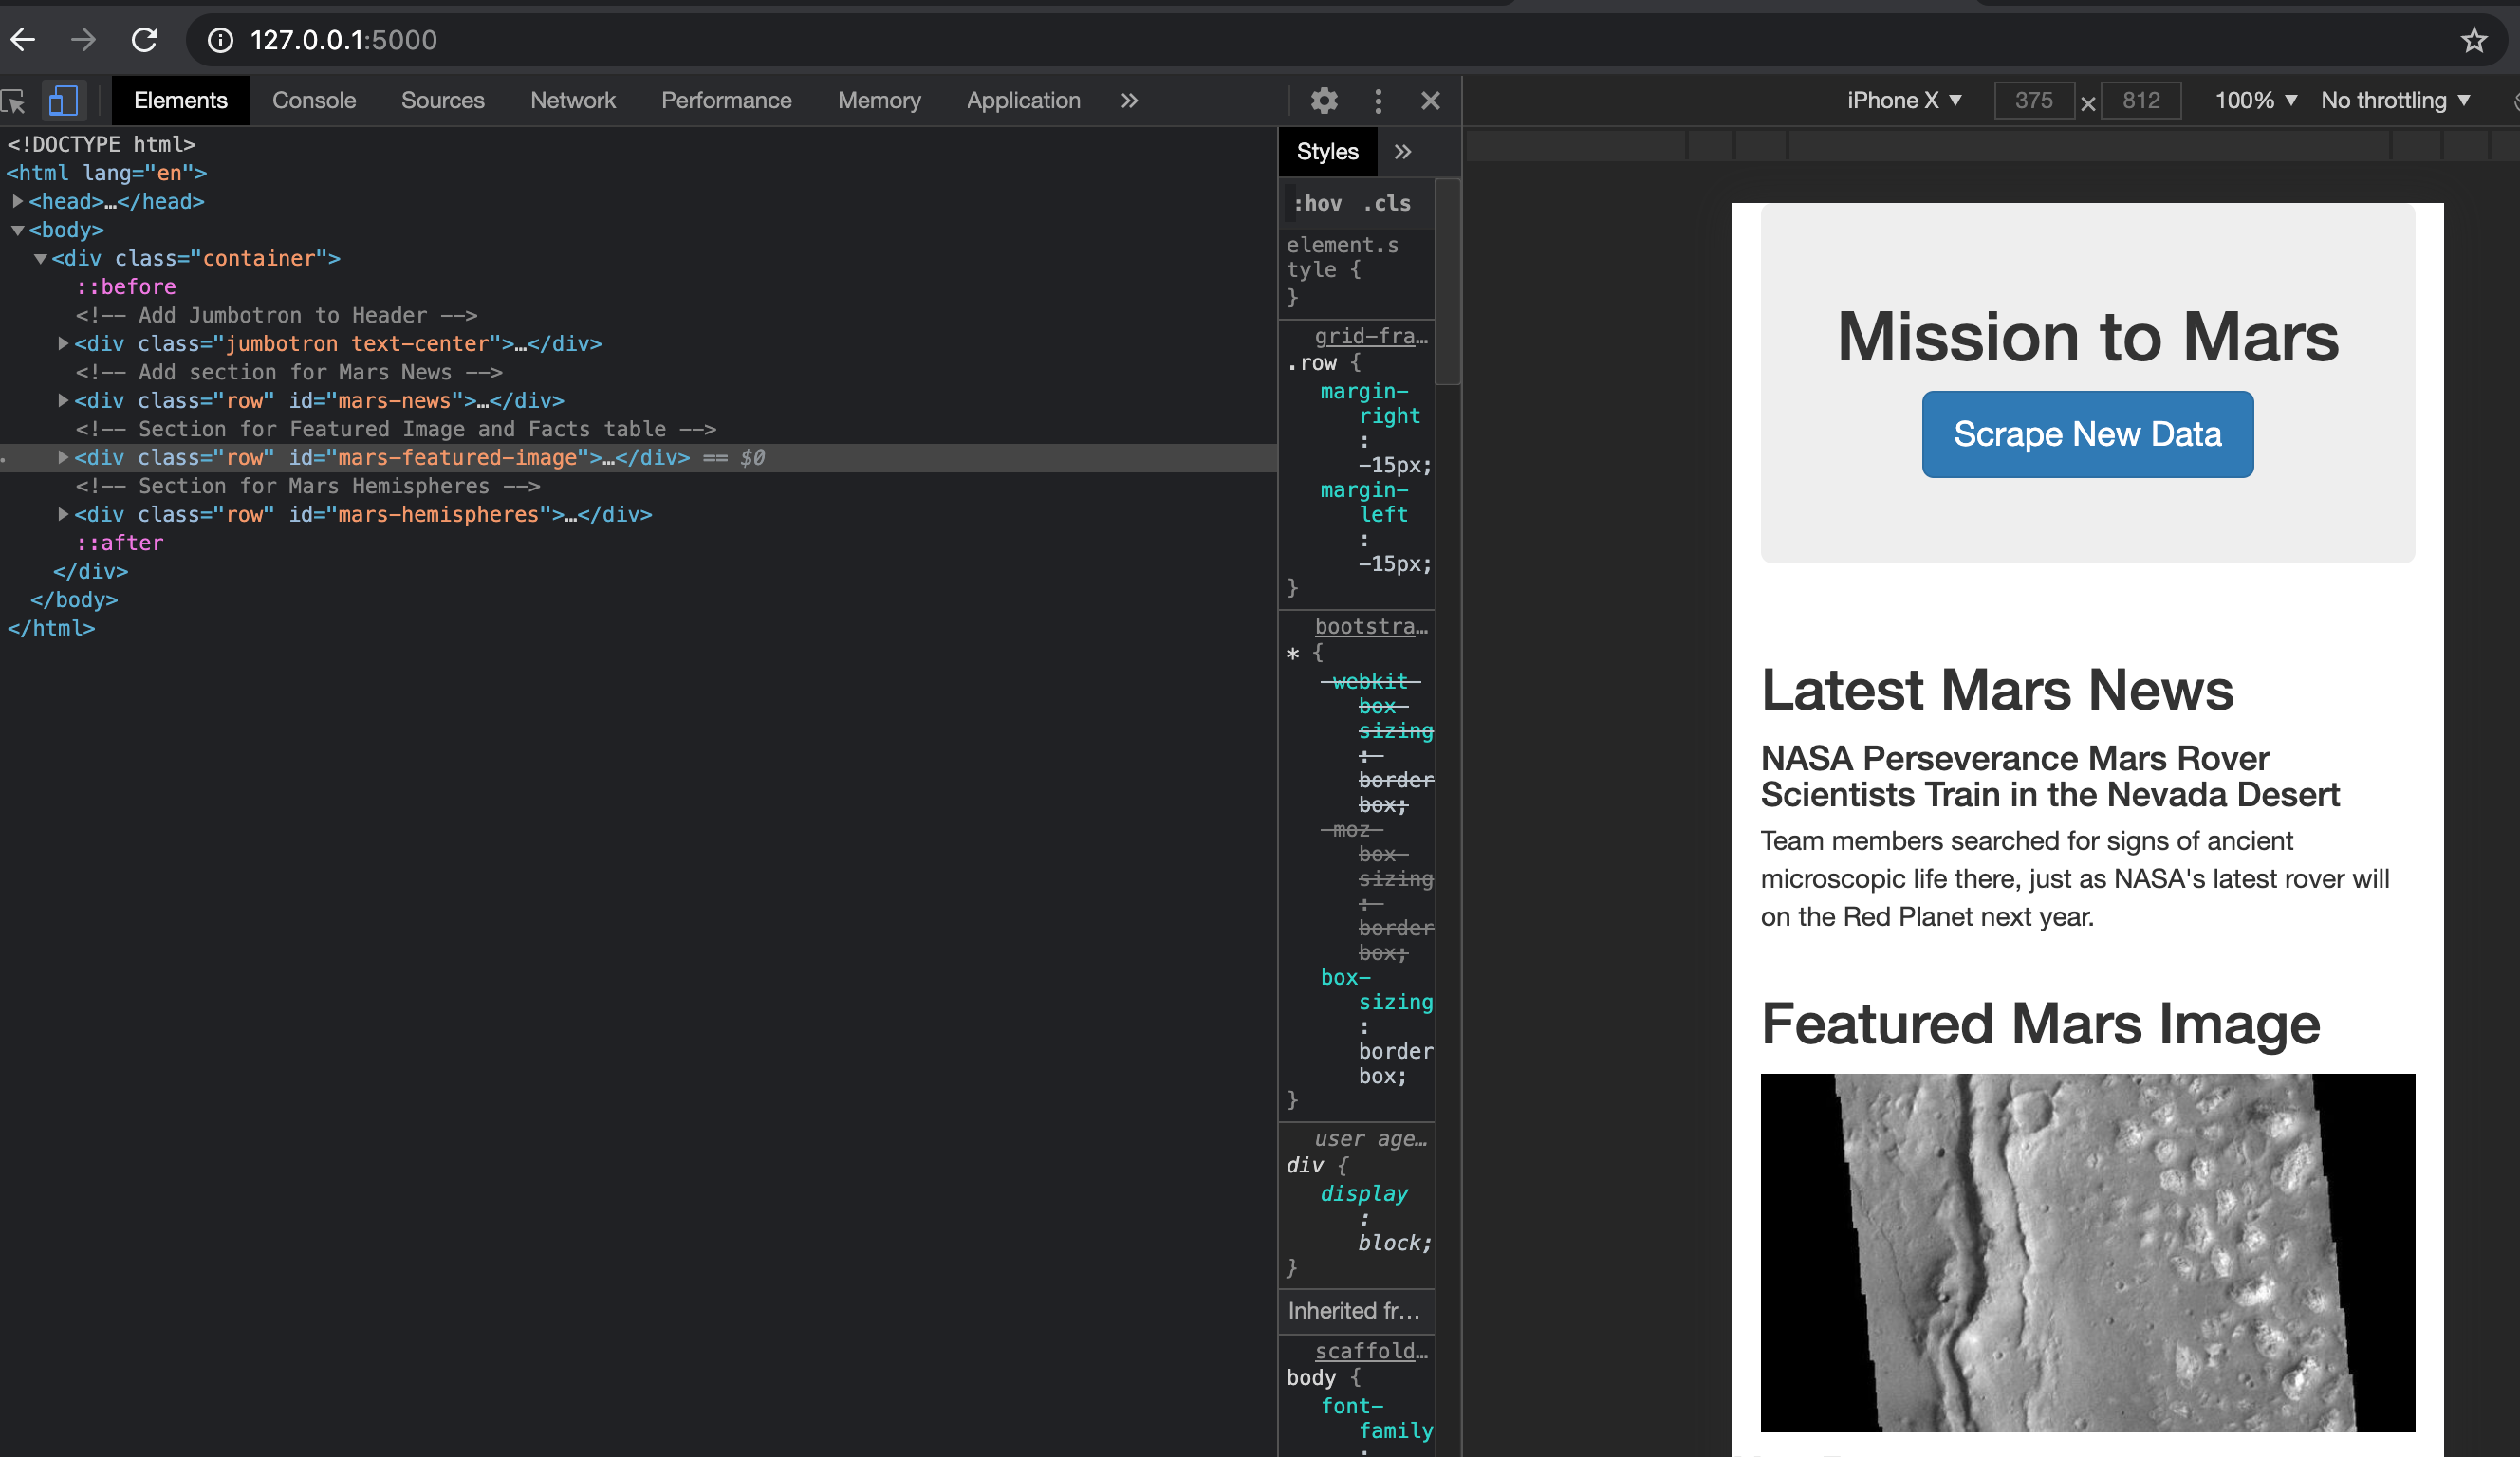 127.0.0.1:5000
Elements Console Sources Network Performance Memory Application »
iPhone X ▼ 375 × 812 100% ▼ No throttling ▼
<!DOCTYPE html>
<html lang="en">
<head>…</head>
<body>
<div class="container">
::before
<!-- Add Jumbotron to Header -->
<div class="jumbotron text-center">…</div>
<!-- Add section for Mars News -->
<div class="row" id="mars-news">…</div>
<!-- Section for Featured Image and Facts table -->
<div class="row" id="mars-featured-image">…</div> == $0
<!-- Section for Mars Hemispheres -->
<div class="row" id="mars-hemispheres">…</div>
::after
</div>
</body>
</html>
Styles »
:hov .cls
element.s
tyle {
}
grid-fra…
.row {
margin-
right
:
-15px;
margin-
left
:
-15px;
}
bootstra…
* {
-webkit-
box-
sizing
:
border
box;
-moz-
box-
sizing
:
border
box;
box-
sizing
:
border
box;
}
user age…
div {
display
:
block;
}
Inherited fr…
scaffold…
body {
font-
family
:
Mission to Mars
Scrape New Data
Latest Mars News
NASA Perseverance Mars Rover
Scientists Train in the Nevada Desert
Team members searched for signs of ancient
microscopic life there, just as NASA's latest rover will
on the Red Planet next year.
Featured Mars Image